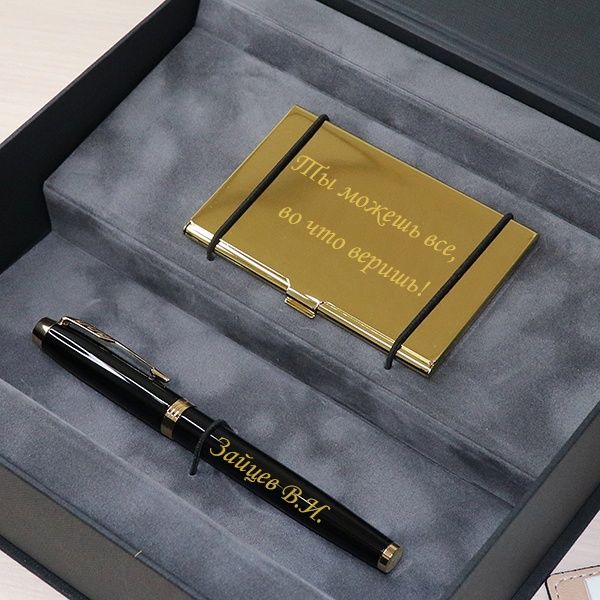 Ты можешь все,
во что веришь!
Зайцев В.И.